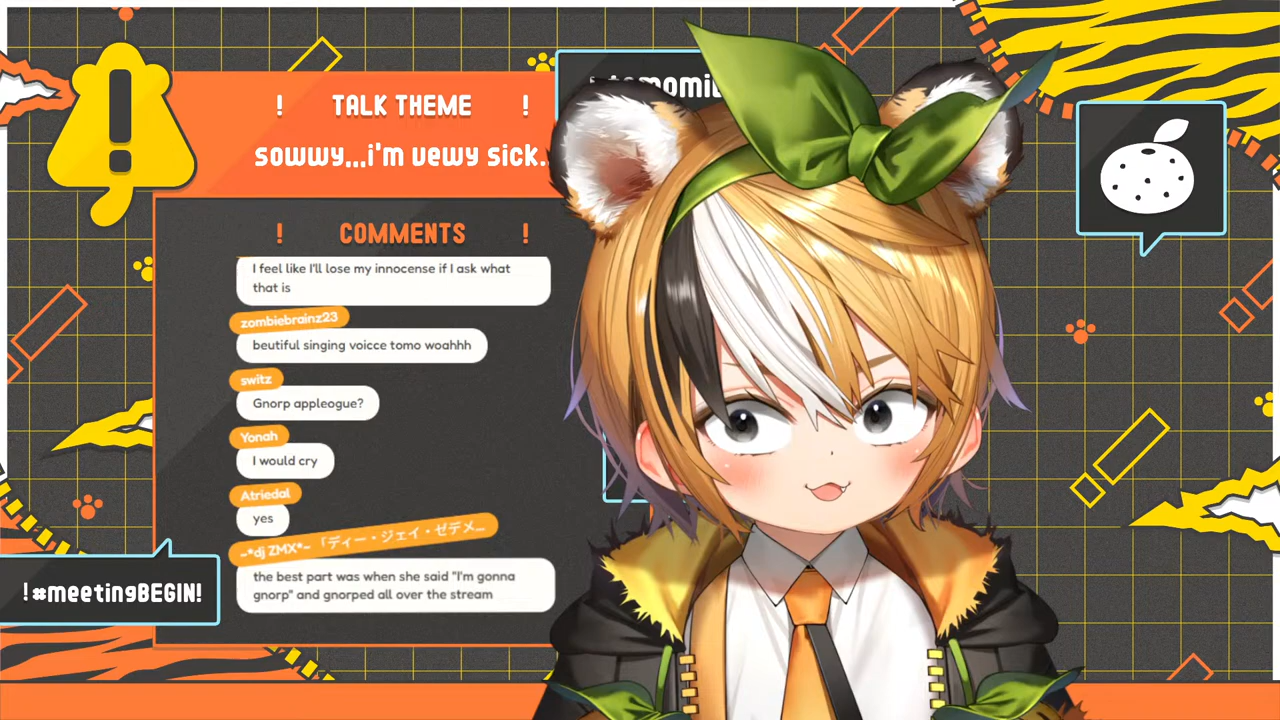 ! TALK THEME !
sowwy...i'm vewy sick.
! COMMENTS !
I feel like I'll lose my innocense if I ask what
that is
zombiebrainz23
beutiful singing voicce tomo woahhh
switz
Gnorp appleogue?
Yonah
I would cry
Atriedal
yes
~*dj ZMX*~ 「ディー・ジェイ・ゼデメ...
the best part was when she said "I'm gonna
gnorp" and gnorped all over the stream
!#meetingBEGIN!